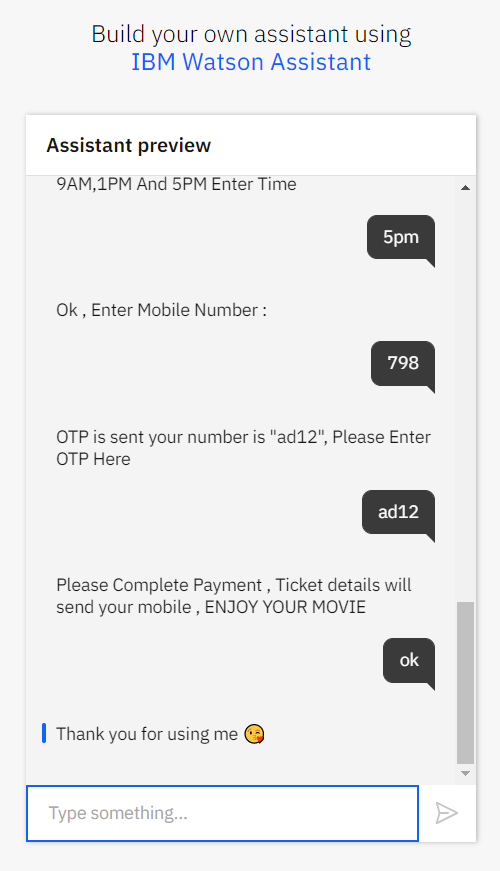 Build your own assistant using
IBM Watson Assistant
Assistant preview
9AM,1PM And 5PM Enter Time
5pm
Ok , Enter Mobile Number :
798
OTP is sent your number is "ad12", Please Enter
OTP Here
ad12
Please Complete Payment , Ticket details will
send your mobile , ENJOY YOUR MOVIE
ok
Thank you for using me 😘
Type something...